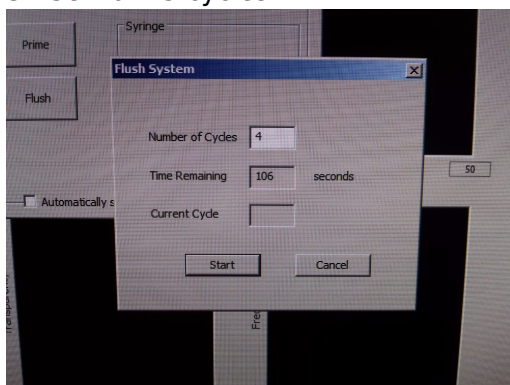 Syringe
Prime
Flush System
Flush
Number of Cycles 4
Time Remaining 106 seconds
50
Automatically s
Current Cycle
Start Cancel